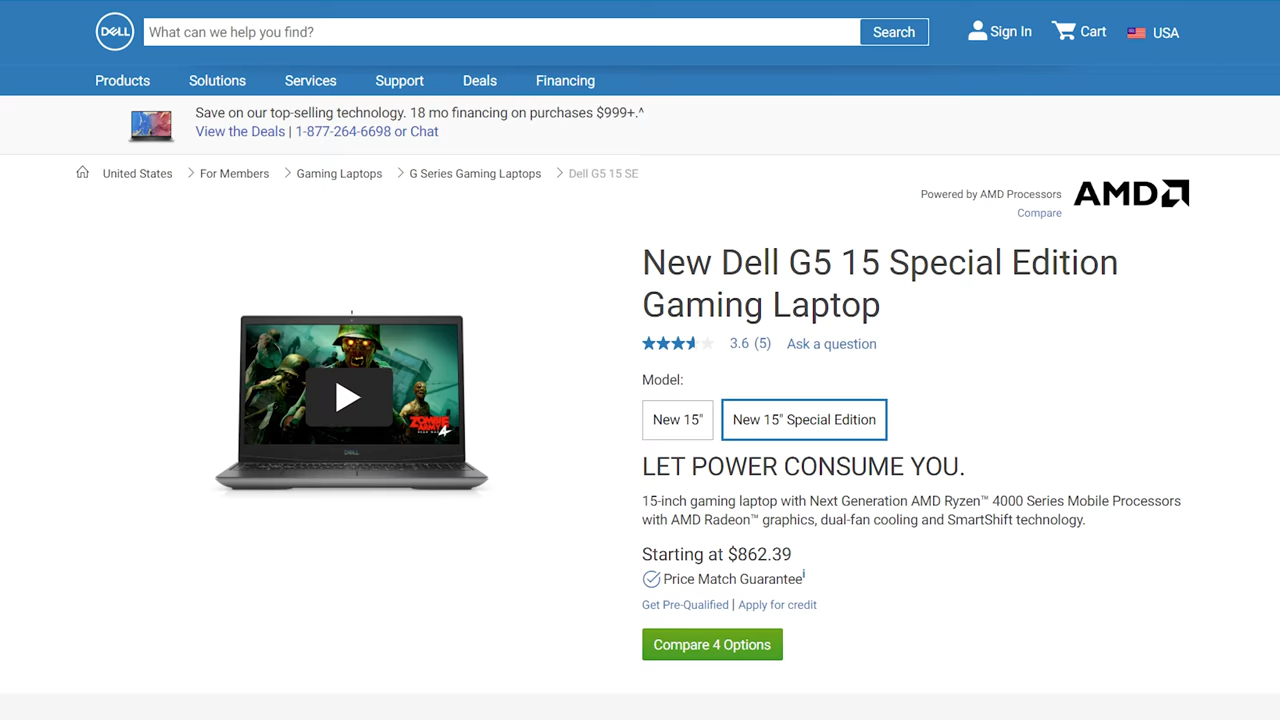 DELL
What can we help you find?
Search
Sign In
Cart
USA
Products
Solutions
Services
Support
Deals
Financing
Save on our top-selling technology. 18 mo financing on purchases $999+.^
View the Deals | 1-877-264-6698 or Chat
United States
For Members
Gaming Laptops
G Series Gaming Laptops
Dell G5 15 SE
Powered by AMD Processors
Compare
AMD
New Dell G5 15 Special Edition
Gaming Laptop
3.6 (5)
Ask a question
Model:
New 15"
New 15" Special Edition
ZOMBIE
ARMY
4
DELL
LET POWER CONSUME YOU.
15-inch gaming laptop with Next Generation AMD Ryzen™ 4000 Series Mobile Processors
with AMD Radeon™ graphics, dual-fan cooling and SmartShift technology.
Starting at $862.39
Price Match Guarantee i
Get Pre-Qualified | Apply for credit
Compare 4 Options